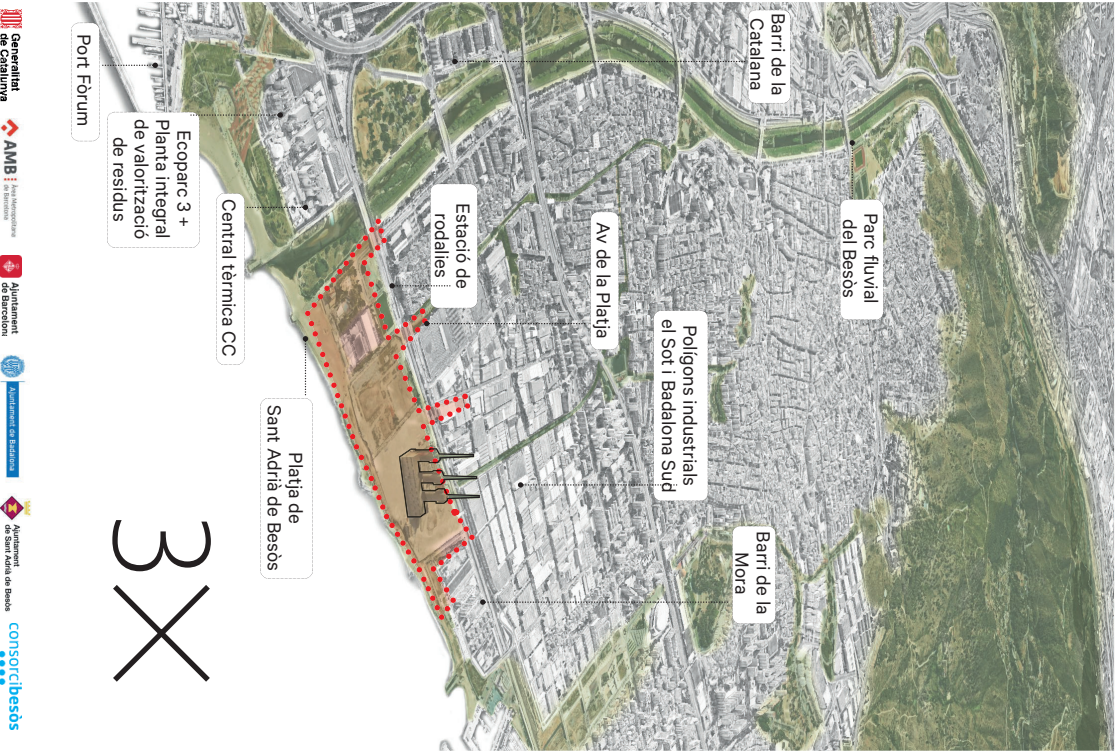 Parc fluvial
del Besòs
Barri de la
Catalana
Barri de la
Mora
Polígons industrials
el Sot i Badalona Sud
Av de la Platja
Estació de
rodalies
Platja de
Sant Adrià de Besòs
Central tèrmica CC
Ecoparc 3 +
Planta integral
de valorització
de residus
3X
Port Fòrum
Generalitat
de Catalunya
AMB
Àrea Metropolitana
de Barcelona
Ajuntament
de Barcelona
Ajuntament de Badalona
Ajuntament
de Sant Adrià de Besòs
consorcibesòs